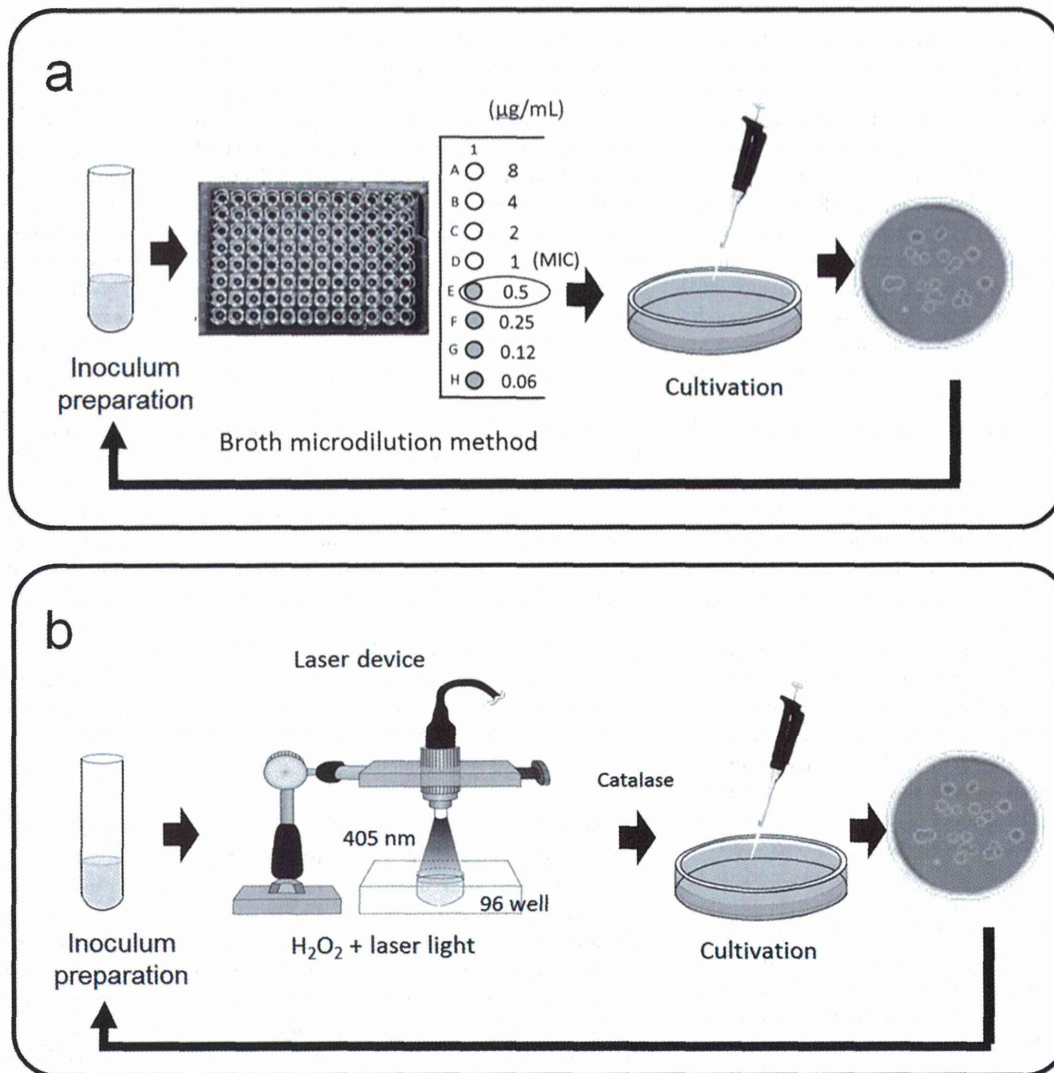 a
(µg/mL)
1
A 8
B 4
C 2
D 1 (MIC)
E 0.5
F 0.25
G 0.12
H 0.06
Inoculum
preparation
Broth microdilution method
Cultivation
b
Laser device
405 nm
96 well
H₂O₂ + laser light
Catalase
Inoculum
preparation
Cultivation